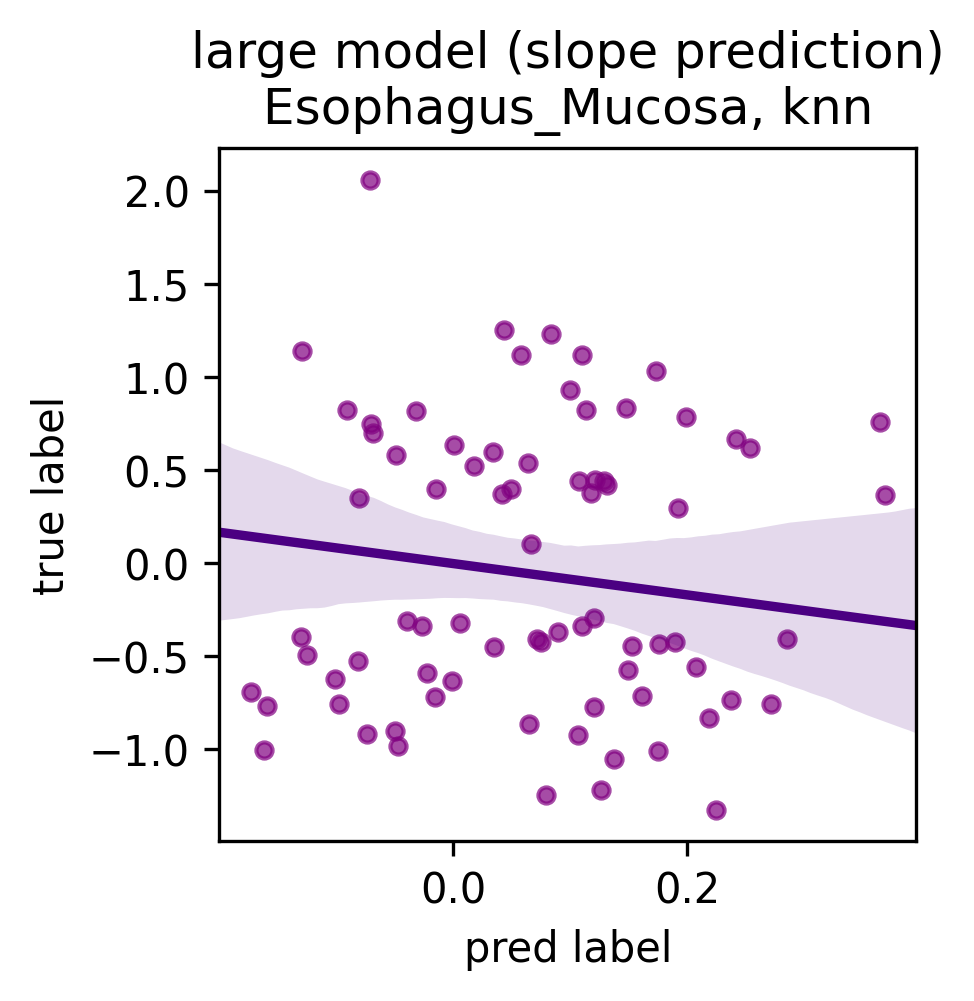 large model (slope prediction)
Esophagus_Mucosa, knn
2.0
1.5
1.0
0.5
0.0
−0.5
−1.0
true label
0.0 0.2
pred label